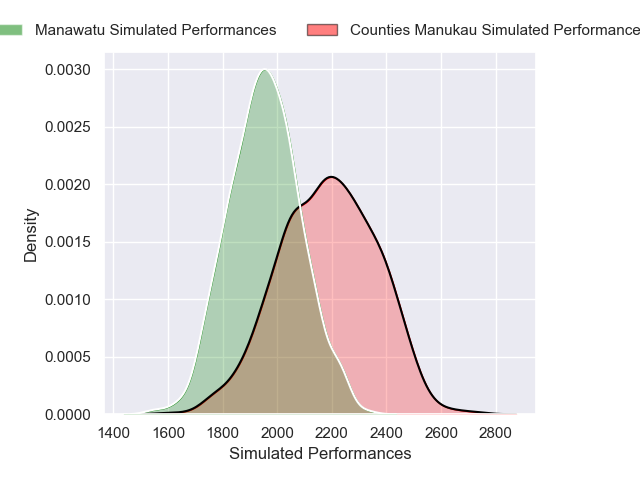 Manawatu Simulated Performances Counties Manukau Simulated Performance
0.0030
0.0025
0.0020
0.0015
0.0010
0.0005
0.0000
Density
1400 1600 1800 2000 2200 2400 2600 2800
Simulated Performances